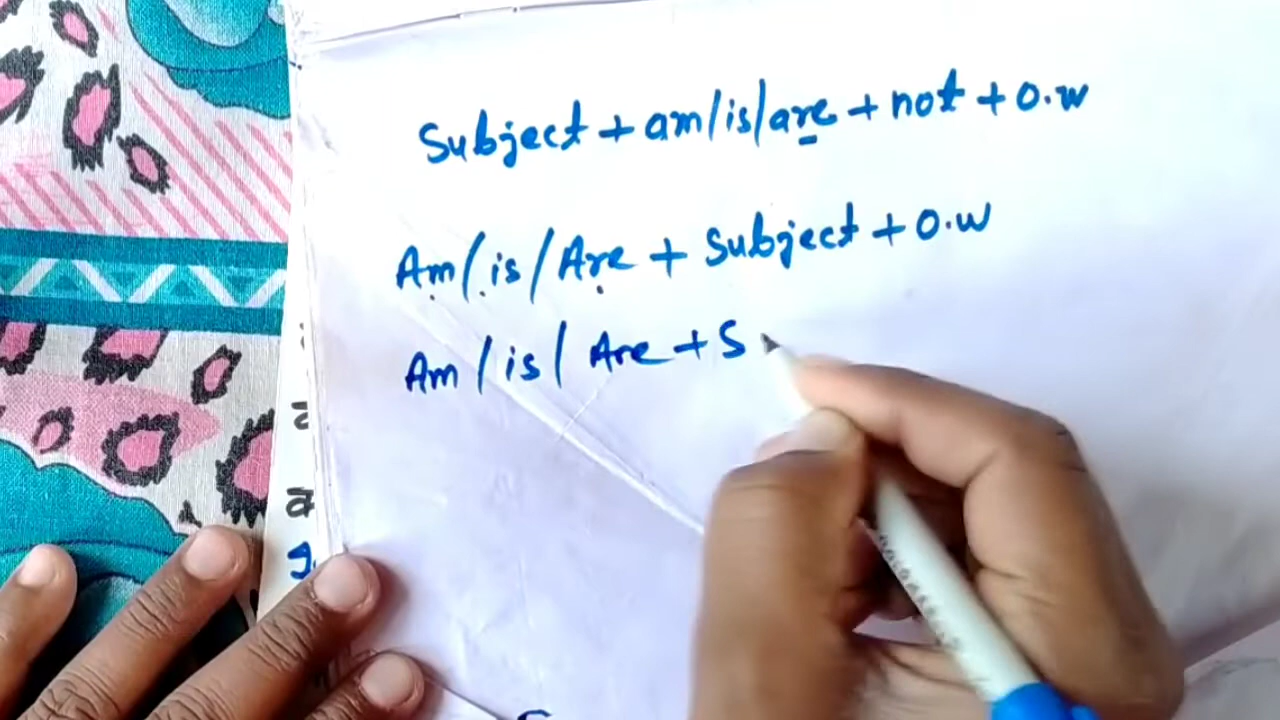 Subject + am/is/are + not + o.w
Am/is/Are + Subject + o.w
Am/is/Are + S